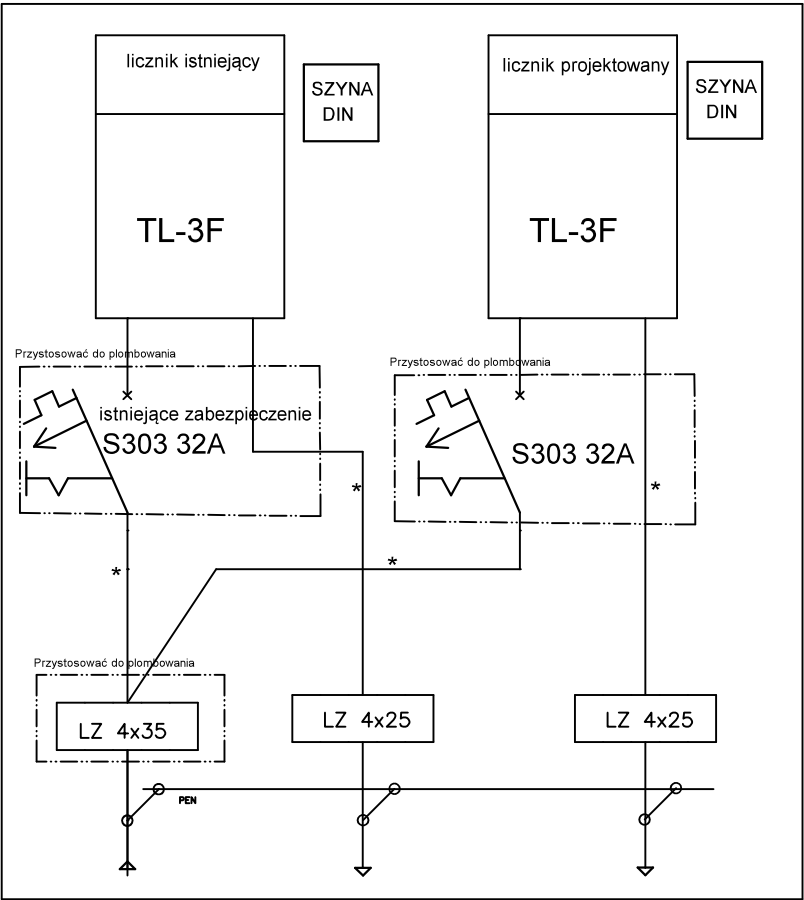 licznik istniejący
SZYNA
DIN
TL-3F
licznik projektowany
SZYNA
DIN
TL-3F
Przystosować do plombowania
istniejące zabezpieczenie
S303 32A
*
*
Przystosować do plombowania
S303 32A
*
*
Przystosować do plombowania
LZ 4x35
LZ 4x25
LZ 4x25
PEN